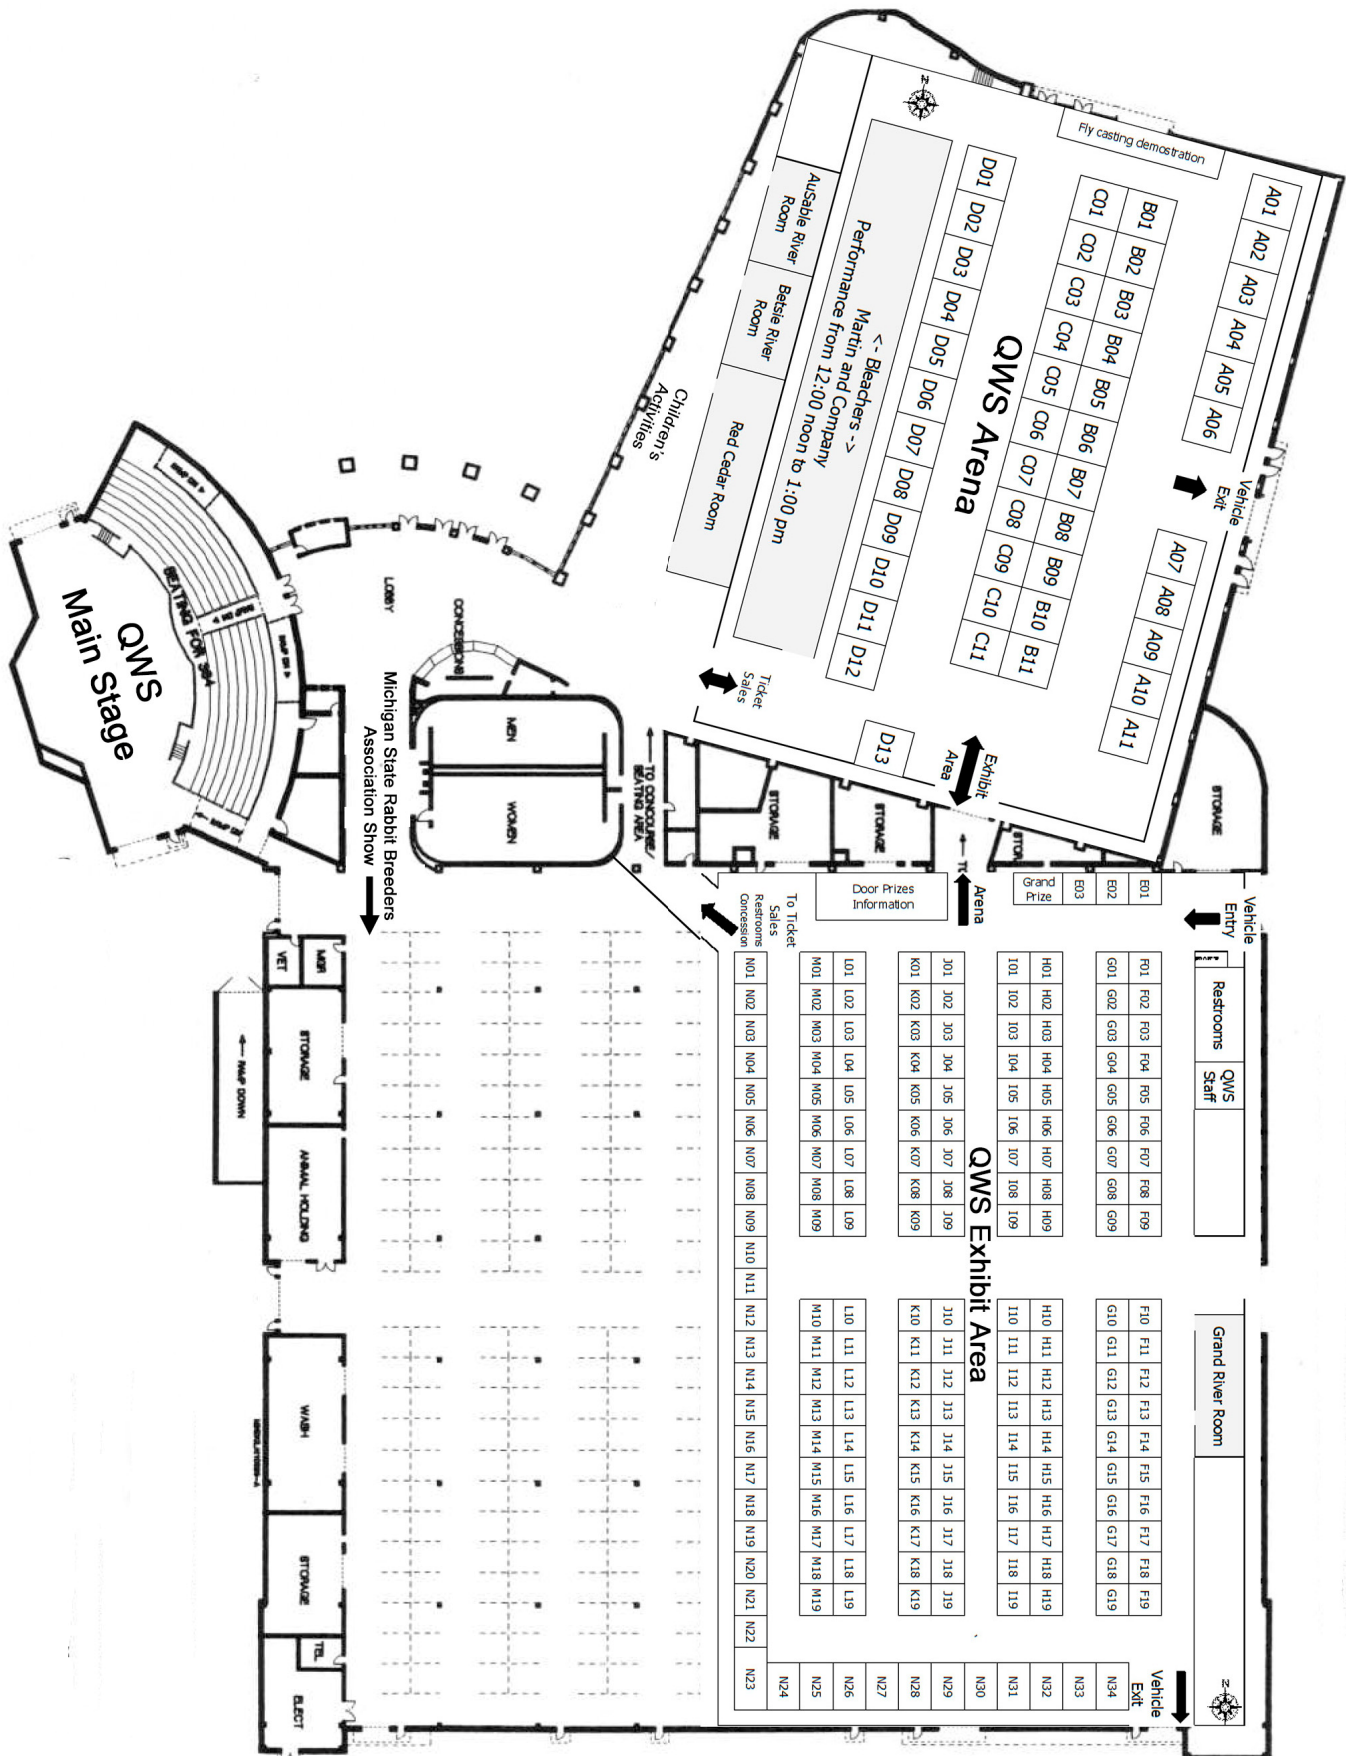 N
Fly casting demostration
A01 A02 A03 A04 A05 A06
Vehicle
Exit
A07 A08 A09 A10 A11
B01 B02 B03 B04 B05 B06 B07 B08 B09 B10 B11
C01 C02 C03 C04 C05 C06 C07 C08 C09 C10 C11
QWS Arena
D01 D02 D03 D04 D05 D06 D07 D08 D09 D10 D11 D12
D13
<- Bleachers ->
Martin and Company
Performance from 12:00 noon to 1:00 pm
AuSable River
Room
Betsie River
Room
Red Cedar Room
Children's
Activities
Ticket
Sales
Exhibit
Area
STORAGE
STORAGE
STORAGE
STOR
← TO
Arena
LOBBY
CONCESSIONS
MEN
WOMEN
← TO CONCOURSE/
SEATING AREA
Michigan State Rabbit Breeders
Association Show
SEATING FOR 364
RAMP DN
RAMP DN
RAMP DN
RAMP DN
QWS
Main Stage
Vehicle
Entry
E01
E02
E03
Grand
Prize
Door Prizes
Information
To Ticket
Sales
Restrooms
Concession
Restrooms
QWS
Staff
Grand River Room
F01 F02 F03 F04 F05 F06 F07 F08 F09
F10 F11 F12 F13 F14 F15 F16 F17 F18 F19
G01 G02 G03 G04 G05 G06 G07 G08 G09
G10 G11 G12 G13 G14 G15 G16 G17 G18 G19
H01 H02 H03 H04 H05 H06 H07 H08 H09
H10 H11 H12 H13 H14 H15 H16 H17 H18 H19
I01 I02 I03 I04 I05 I06 I07 I08 I09
I10 I11 I12 I13 I14 I15 I16 I17 I18 I19
QWS Exhibit Area
J01 J02 J03 J04 J05 J06 J07 J08 J09
J10 J11 J12 J13 J14 J15 J16 J17 J18 J19
K01 K02 K03 K04 K05 K06 K07 K08 K09
K10 K11 K12 K13 K14 K15 K16 K17 K18 K19
L01 L02 L03 L04 L05 L06 L07 L08 L09
L10 L11 L12 L13 L14 L15 L16 L17 L18 L19
M01 M02 M03 M04 M05 M06 M07 M08 M09
M10 M11 M12 M13 M14 M15 M16 M17 M18 M19
N01 N02 N03 N04 N05 N06 N07 N08 N09 N10 N11 N12 N13 N14 N15 N16 N17 N18 N19 N20 N21 N22 N23
N24 N25 N26 N27 N28 N29 N30 N31 N32 N33 N34
Vehicle
Exit
N
VET
MGR
STORAGE
← RAMP DOWN
ANIMAL HOLDING
WASH
STORAGE
TEL
ELECT